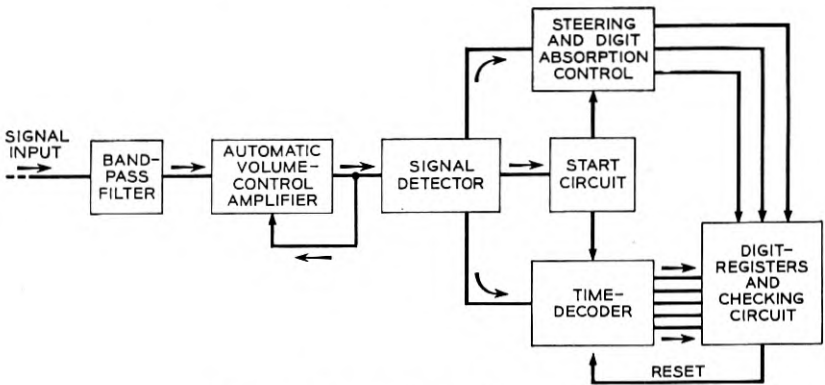 SIGNAL
INPUT
BAND-
PASS
FILTER
AUTOMATIC
VOLUME-
CONTROL
AMPLIFIER
SIGNAL
DETECTOR
STEERING
AND DIGIT
ABSORPTION
CONTROL
START
CIRCUIT
TIME-
DECODER
DIGIT-
REGISTERS
AND
CHECKING
CIRCUIT
RESET